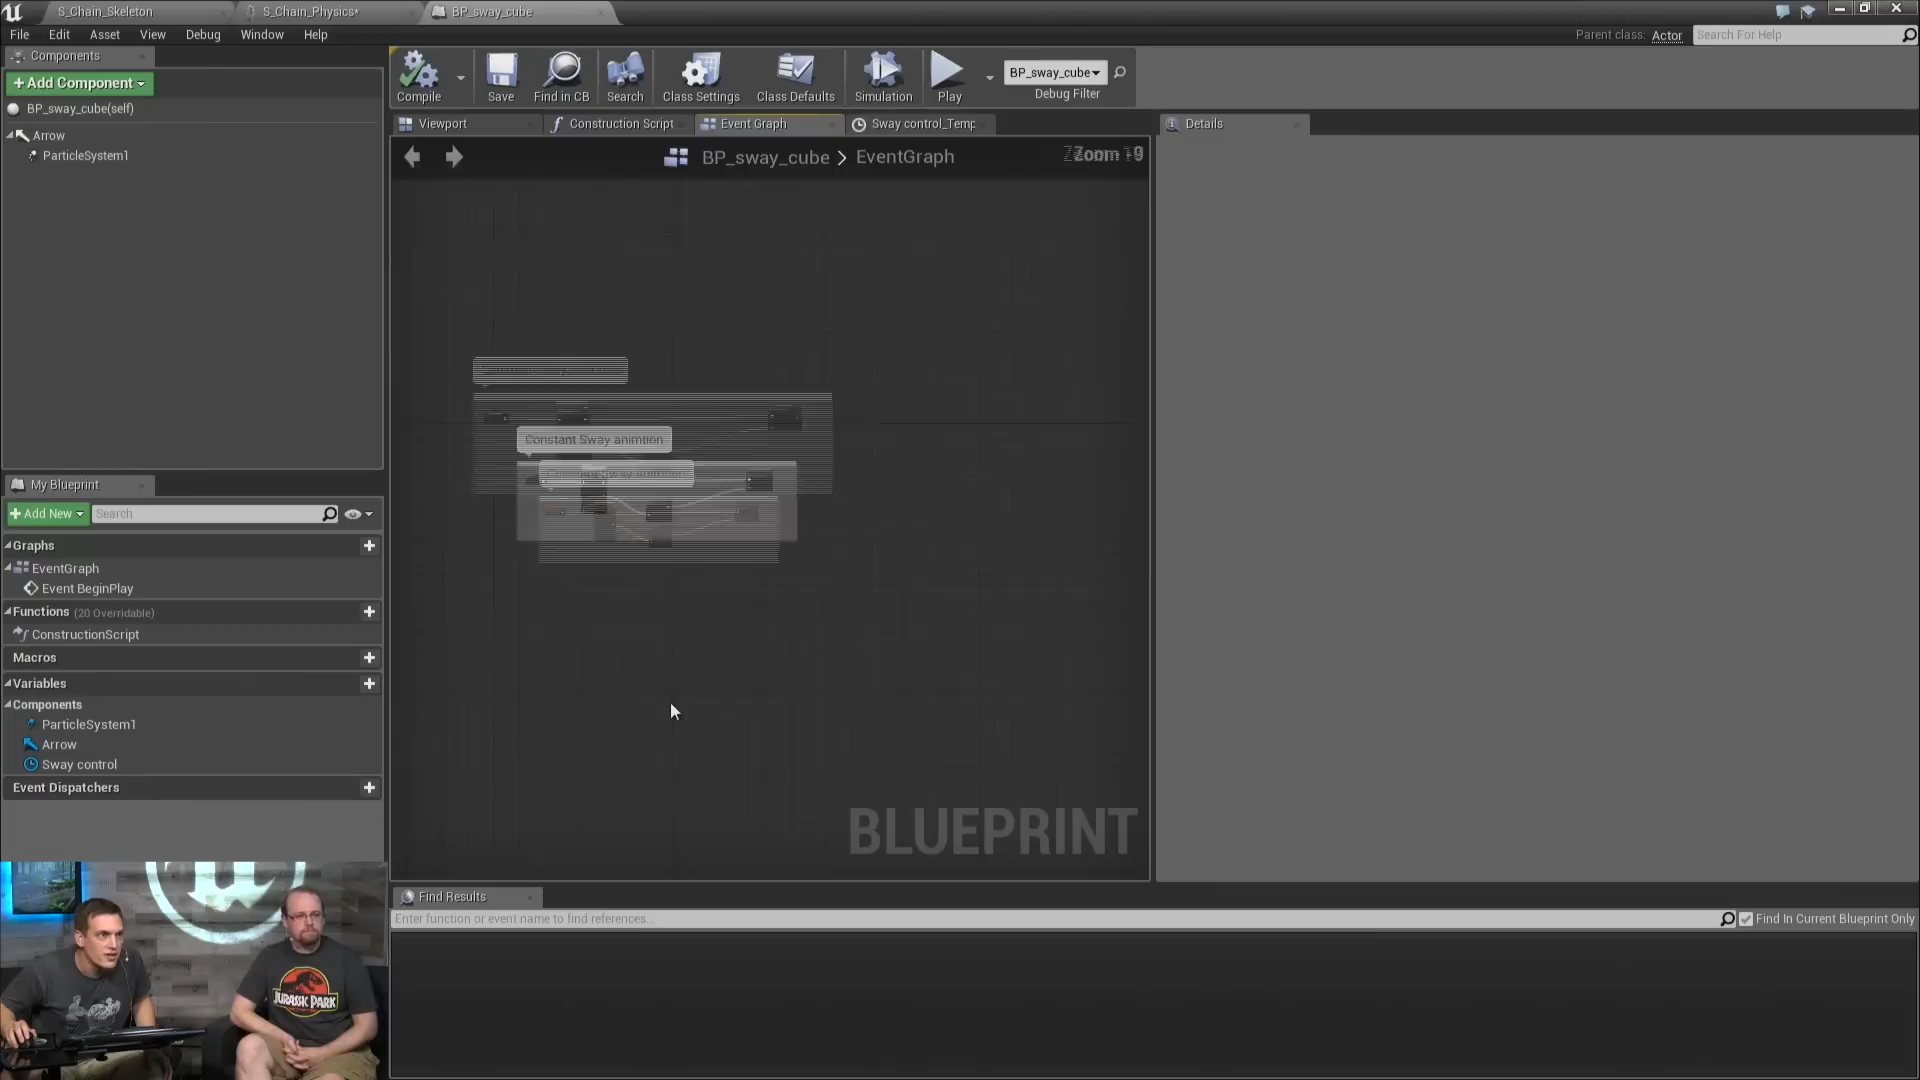 S_Chain_Skeleton
S_Chain_Physics*
BP_sway_cube
File Edit Asset View Debug Window Help
Parent class: Actor
Search For Help
Components
+Add Component
BP_sway_cube(self)
Arrow
ParticleSystem1
Compile
Save
Find in CB
Search
Class Settings
Class Defaults
Simulation
Play
BP_sway_cube
Debug Filter
Viewport
Construction Script
Event Graph
Sway control_Temp
Details
BP_sway_cube > EventGraph
Zoom
Constant Sway animtion
BLUEPRINT
My Blueprint
+Add New
Search
Graphs
EventGraph
Event BeginPlay
Functions (20 Overridable)
ConstructionScript
Macros
Variables
Components
ParticleSystem1
Arrow
Sway control
Event Dispatchers
JURASSIC PARK
Find Results
Enter function or event name to find references...
Find In Current Blueprint Only